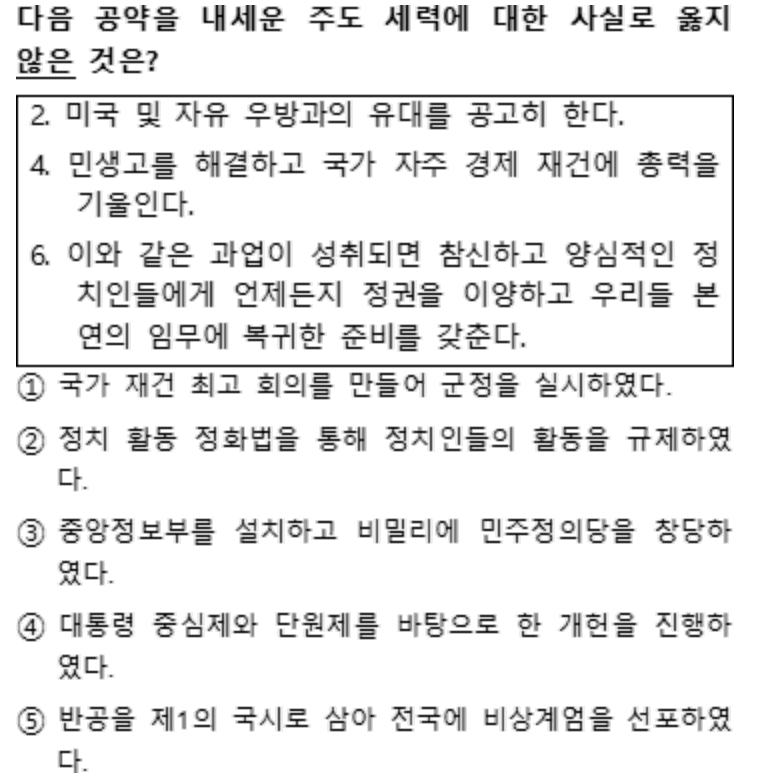 다음 공약을 내세운 주도 세력에 대한 사실로 옳지
않은 것은?
2. 미국 및 자유 우방과의 유대를 공고히 한다.
4. 민생고를 해결하고 국가 자주 경제 재건에 총력을
기울인다.
6. 이와 같은 과업이 성취되면 참신하고 양심적인 정
치인들에게 언제든지 정권을 이양하고 우리들 본
연의 임무에 복귀한 준비를 갖춘다.
① 국가 재건 최고 회의를 만들어 군정을 실시하였다.
② 정치 활동 정화법을 통해 정치인들의 활동을 규제하였
다.
③ 중앙정보부를 설치하고 비밀리에 민주정의당을 창당하
였다.
④ 대통령 중심제와 단원제를 바탕으로 한 개헌을 진행하
였다.
⑤ 반공을 제1의 국시로 삼아 전국에 비상계엄을 선포하였
다.